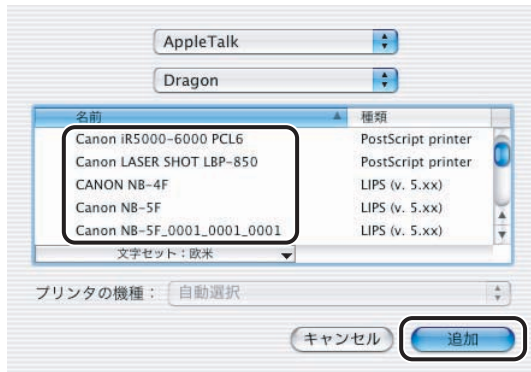 AppleTalk
Dragon
名前 種類
Canon iR5000-6000 PCL6 PostScript printer
Canon LASER SHOT LBP-850 PostScript printer
CANON NB-4F LIPS (v. 5.xx)
Canon NB-5F LIPS (v. 5.xx)
Canon NB-5F_0001_0001_0001 LIPS (v. 5.xx)
文字セット：欧米
プリンタの機種： 自動選択
キャンセル 追加